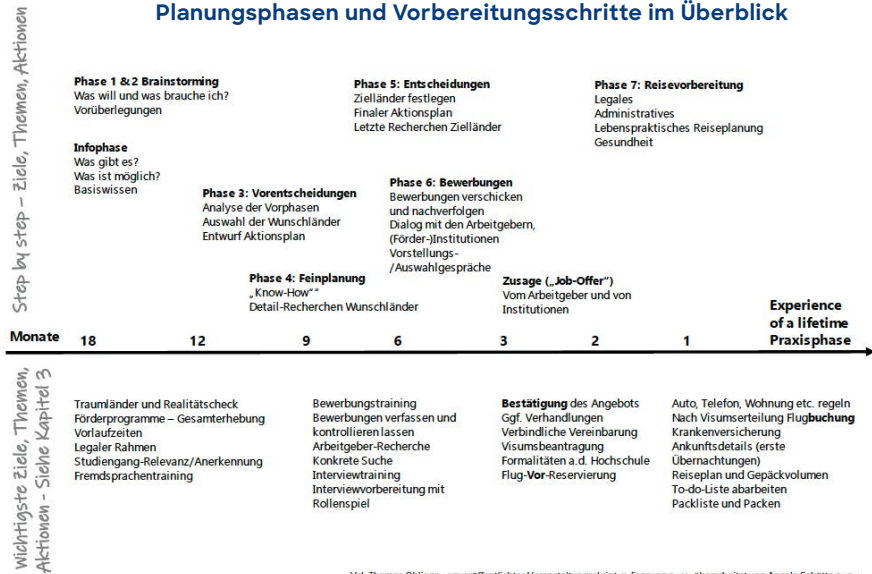 Planungsphasen und Vorbereitungsschritte im Überblick
Step by step – Ziele, Themen, Aktionen
Phase 1 & 2 Brainstorming
Was will und was brauche ich?
Vorüberlegungen
Infophase
Was gibt es?
Was ist möglich?
Basiswissen
Phase 3: Vorentscheidungen
Analyse der Vorphasen
Auswahl der Wunschländer
Entwurf Aktionsplan
Phase 4: Feinplanung
„Know-How““
Detail-Recherchen Wunschländer
Phase 5: Entscheidungen
Zielländer festlegen
Finaler Aktionsplan
Letzte Recherchen Zielländer
Phase 6: Bewerbungen
Bewerbungen verschicken
und nachverfolgen
Dialog mit den Arbeitgebern,
(Förder-)Institutionen
Vorstellungs-
/Auswahlgespräche
Zusage („Job-Offer“)
Vom Arbeitgeber und von
Institutionen
Phase 7: Reisevorbereitung
Legales
Administratives
Lebenspraktisches Reiseplanung
Gesundheit
Experience
of a lifetime
Praxisphase
Monate 18 12 9 6 3 2 1
Wichtigste Ziele, Themen,
Aktionen - Siehe Kapitel 3
Traumländer und Realitätscheck
Förderprogramme – Gesamterhebung
Vorlaufzeiten
Legaler Rahmen
Studiengang-Relevanz/Anerkennung
Fremdsprachentraining
Bewerbungstraining
Bewerbungen verfassen und
kontrollieren lassen
Arbeitgeber-Recherche
Konkrete Suche
Interviewtraining
Interviewvorbereitung mit
Rollenspiel
Bestätigung des Angebots
Ggf. Verhandlungen
Verbindliche Vereinbarung
Visumsbeantragung
Formalitäten a.d. Hochschule
Flug-Vor-Reservierung
Auto, Telefon, Wohnung etc. regeln
Nach Visumserteilung Flugbuchung
Krankenversicherung
Ankunftsdetails (erste
Übernachtungen)
Reiseplan und Gepäckvolumen
To-do-Liste abarbeiten
Packliste und Packen